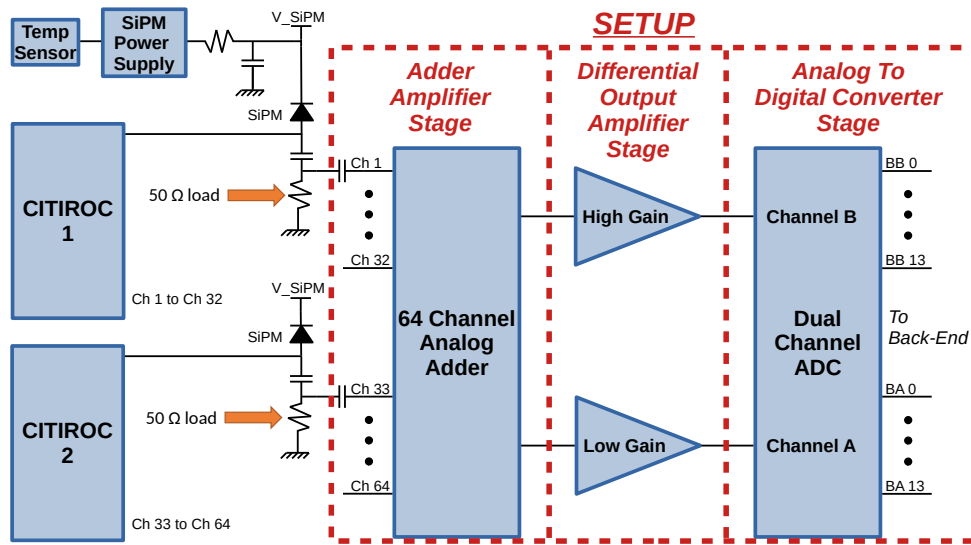 SETUP
Temp
Sensor
SiPM
Power
Supply
V_SiPM
SiPM
CITIROC
1
50 Ω load
Ch 1 to Ch 32
V_SiPM
SiPM
CITIROC
2
50 Ω load
Ch 33 to Ch 64
Adder
Amplifier
Stage
Ch 1
Ch 32
64 Channel
Analog
Adder
Ch 33
Ch 64
Differential
Output
Amplifier
Stage
High Gain
Low Gain
Analog To
Digital Converter
Stage
Channel B
Dual
Channel
ADC
Channel A
BB 0
BB 13
To
Back-End
BA 0
BA 13